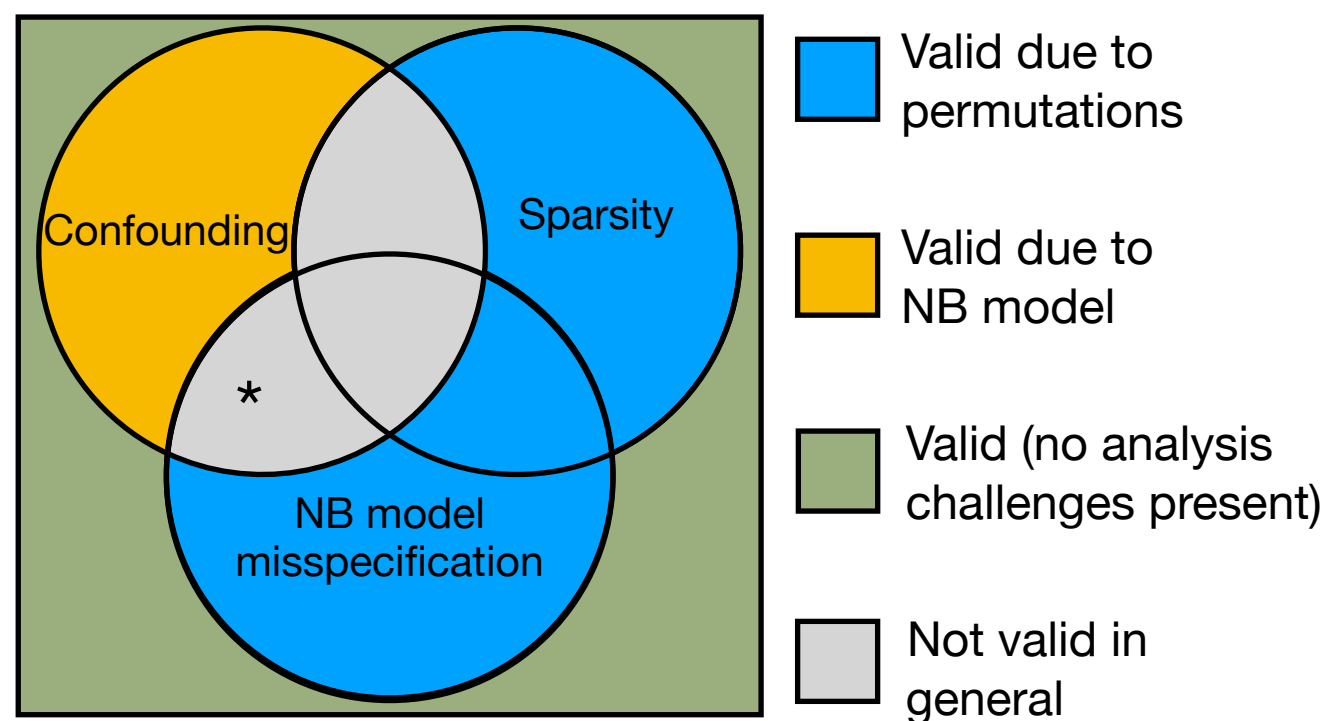 Confounding
Sparsity
*
NB model
misspecification
Valid due to
permutations
Valid due to
NB model
Valid (no analysis
challenges present)
Not valid in
general